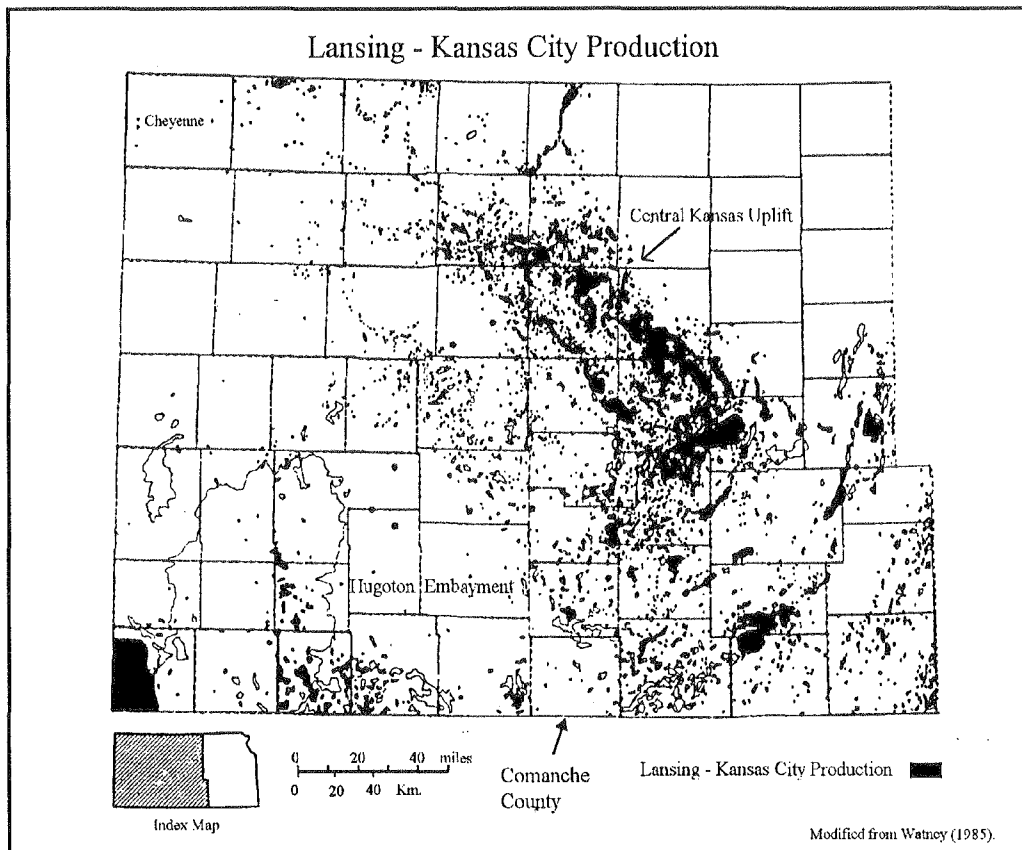 Lansing - Kansas City Production
Cheyenne
Central Kansas Uplift
Hugoton Embayment
0 20 40 miles
0 20 40 Km.
Index Map
Comanche
County
Lansing - Kansas City Production
Modified from Watney (1985).